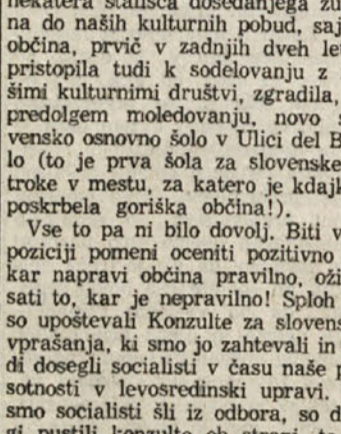 nekatera stališča dosedanjega žu
na do naših kulturnih pobud, saj
občina, prvič v zadnjih dveh le
pristopila tudi k sodelovanju z
šimi kulturnimi društvi, zgradila,
predolgem moledovanju, novo s
vensko osnovno šolo v Ulici del B
lo (to je prva šola za slovenske
troke v mestu, za katero je kdajk
poskrbela goriška občina!).
Vse to pa ni bilo dovolj. Biti v
poziciji pomeni oceniti pozitivno
kar napravi občina pravilno, oži
sati to, kar je nepravilno! Sploh
so upoštevali Konzulte za slovens
vprašanja, ki smo jo zahtevali in
di dosegli socialisti v času naše p
sotnosti v levosredinski upravi.
smo socialisti šli iz odbora, so d
gi pustili konzulto ob strani, to